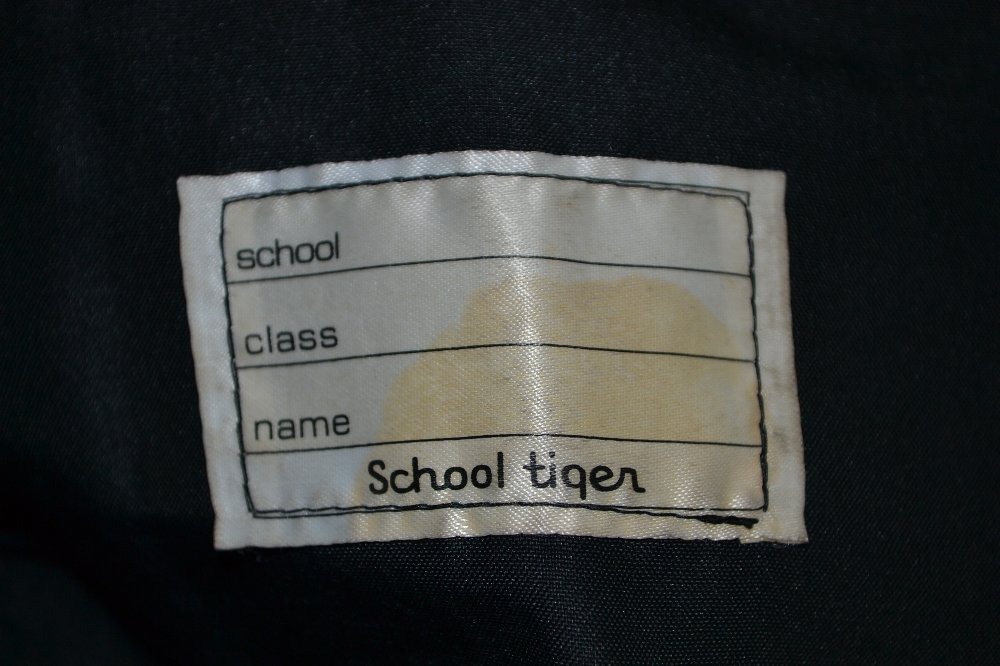 school
class
name
School tiger